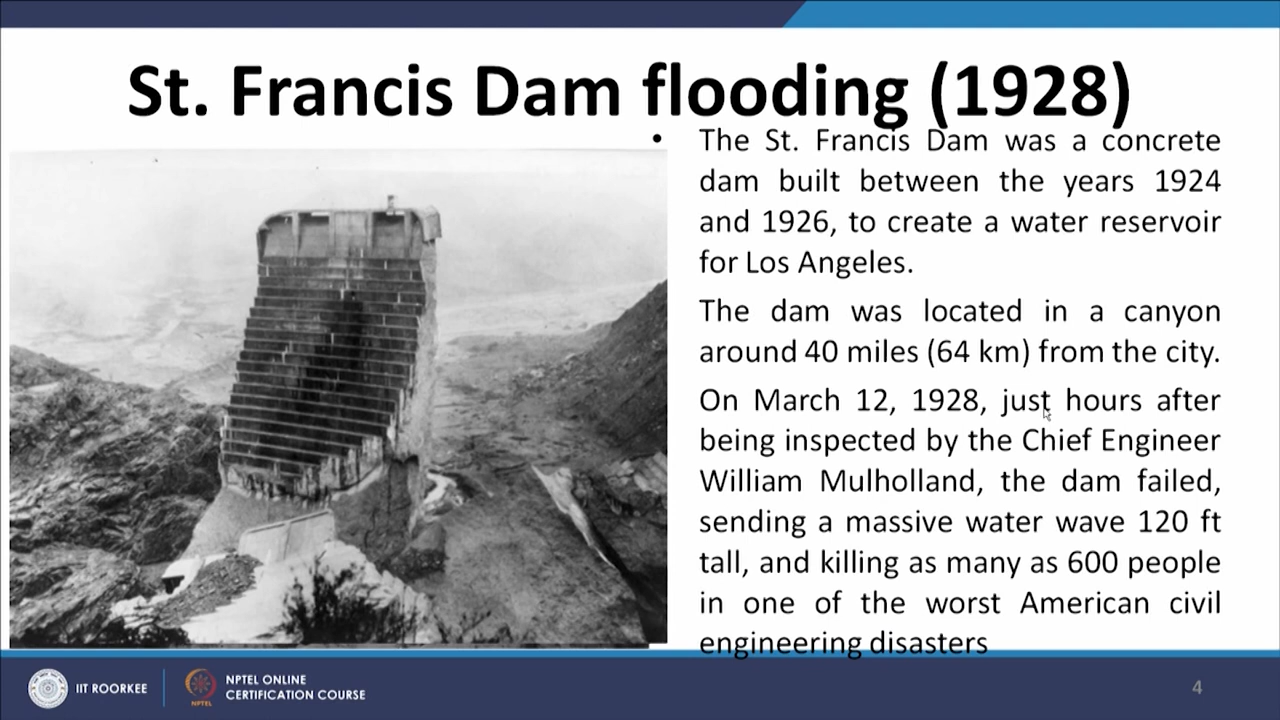 St. Francis Dam flooding (1928)
• The St. Francis Dam was a concrete
dam built between the years 1924
and 1926, to create a water reservoir
for Los Angeles.
The dam was located in a canyon
around 40 miles (64 km) from the city.
On March 12, 1928, just hours after
being inspected by the Chief Engineer
William Mulholland, the dam failed,
sending a massive water wave 120 ft
tall, and killing as many as 600 people
in one of the worst American civil
engineering disasters
IIT ROORKEE
NPTEL
NPTEL ONLINE
CERTIFICATION COURSE
4